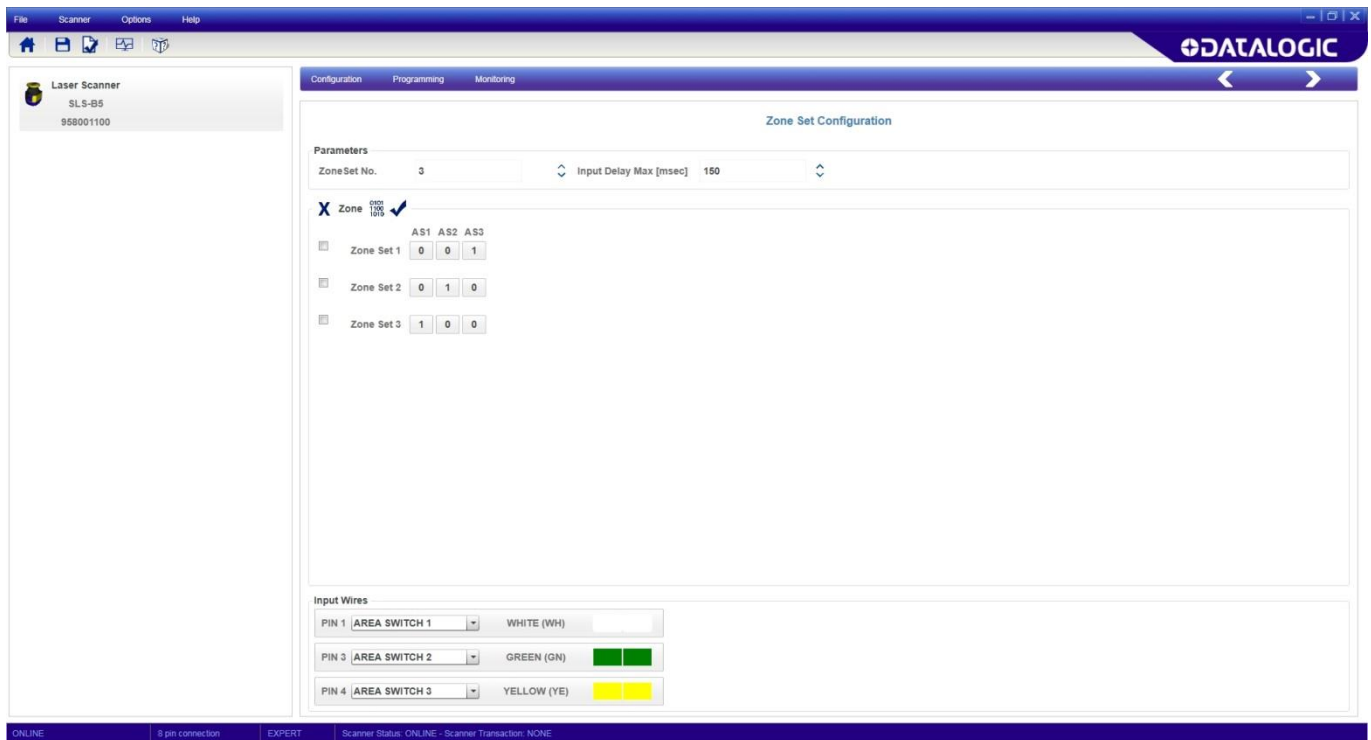 File Scanner Options Help
DATALOGIC
Laser Scanner
SLS-B5
958001100
Configuration Programming Monitoring
Zone Set Configuration
Parameters
ZoneSet No. 3 Input Delay Max [msec] 150
X Zone 0101 1100 1010
AS1 AS2 AS3
Zone Set 1 0 0 1
Zone Set 2 0 1 0
Zone Set 3 1 0 0
Input Wires
PIN 1 AREA SWITCH 1 WHITE (WH)
PIN 3 AREA SWITCH 2 GREEN (GN)
PIN 4 AREA SWITCH 3 YELLOW (YE)
ONLINE 8 pin connection EXPERT Scanner Status: ONLINE - Scanner Transaction: NONE